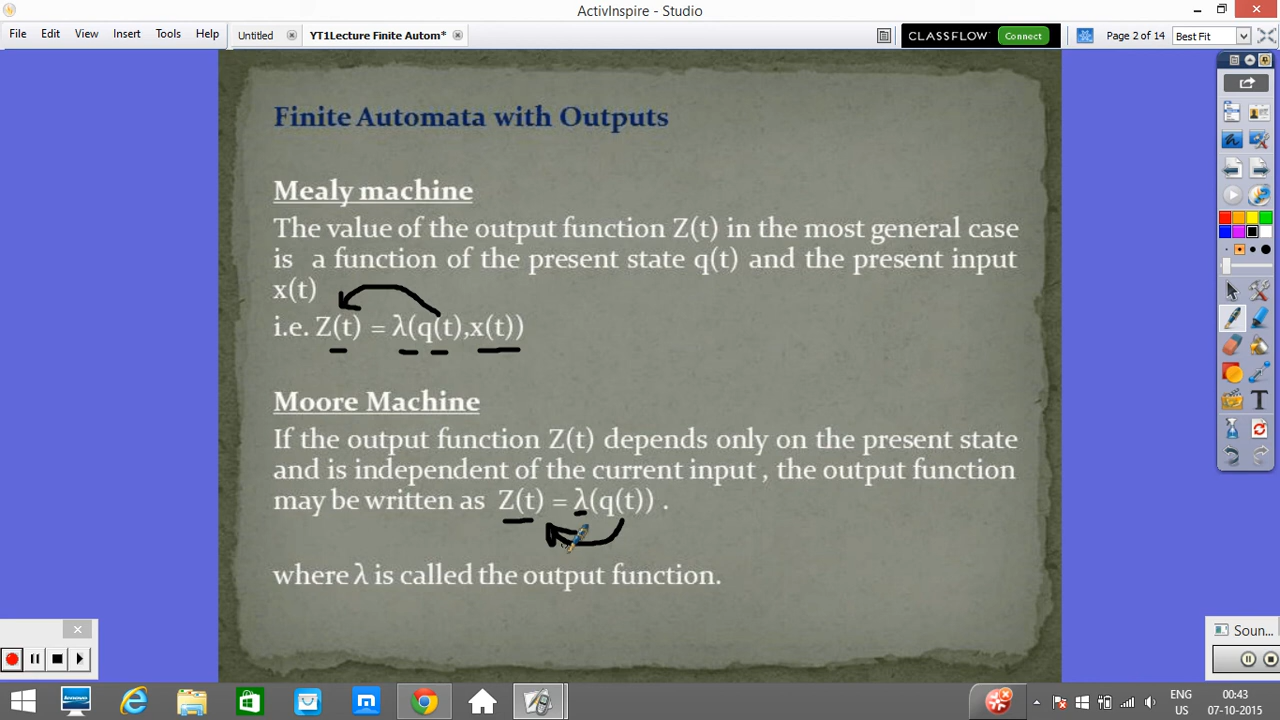 ActivInspire - Studio
File Edit View Insert Tools Help Untitled YT1Lecture Finite Autom* CLASSFLOW Connect Page 2 of 14 Best Fit
Finite Automata with Outputs
Mealy machine
The value of the output function Z(t) in the most general case
is a function of the present state q(t) and the present input
x(t)
i.e. Z(t) = λ(q(t),x(t))
Moore Machine
If the output function Z(t) depends only on the present state
and is independent of the current input , the output function
may be written as Z(t) = λ(q(t)) .
where λ is called the output function.
Soun...
ENG 00:43
US 07-10-2015